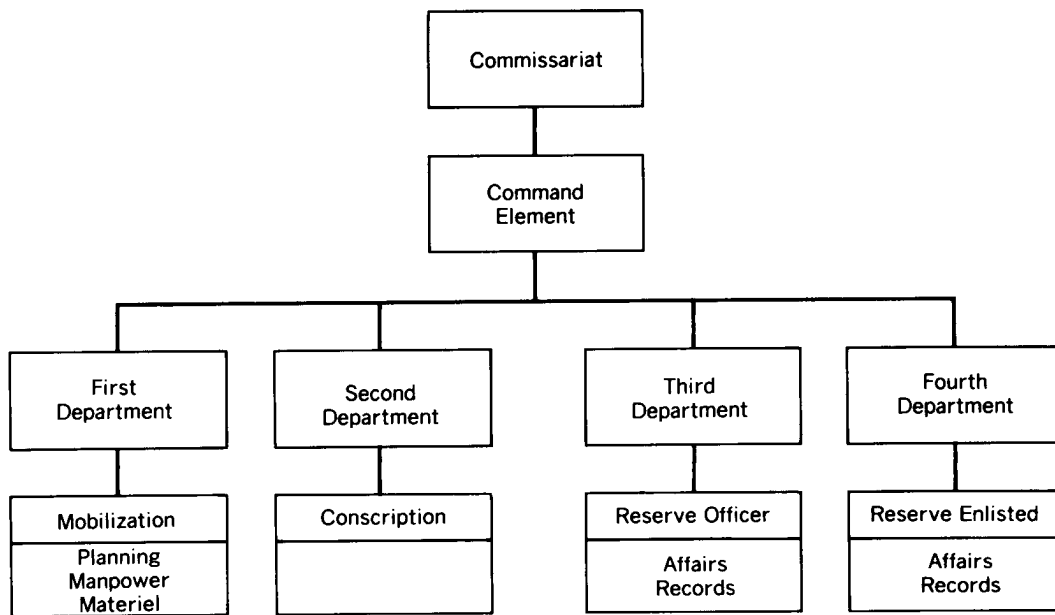 Commissariat
Command
Element
First
Department
Second
Department
Third
Department
Fourth
Department
Mobilization
Planning
Manpower
Materiel
Conscription
Reserve Officer
Affairs
Records
Reserve Enlisted
Affairs
Records